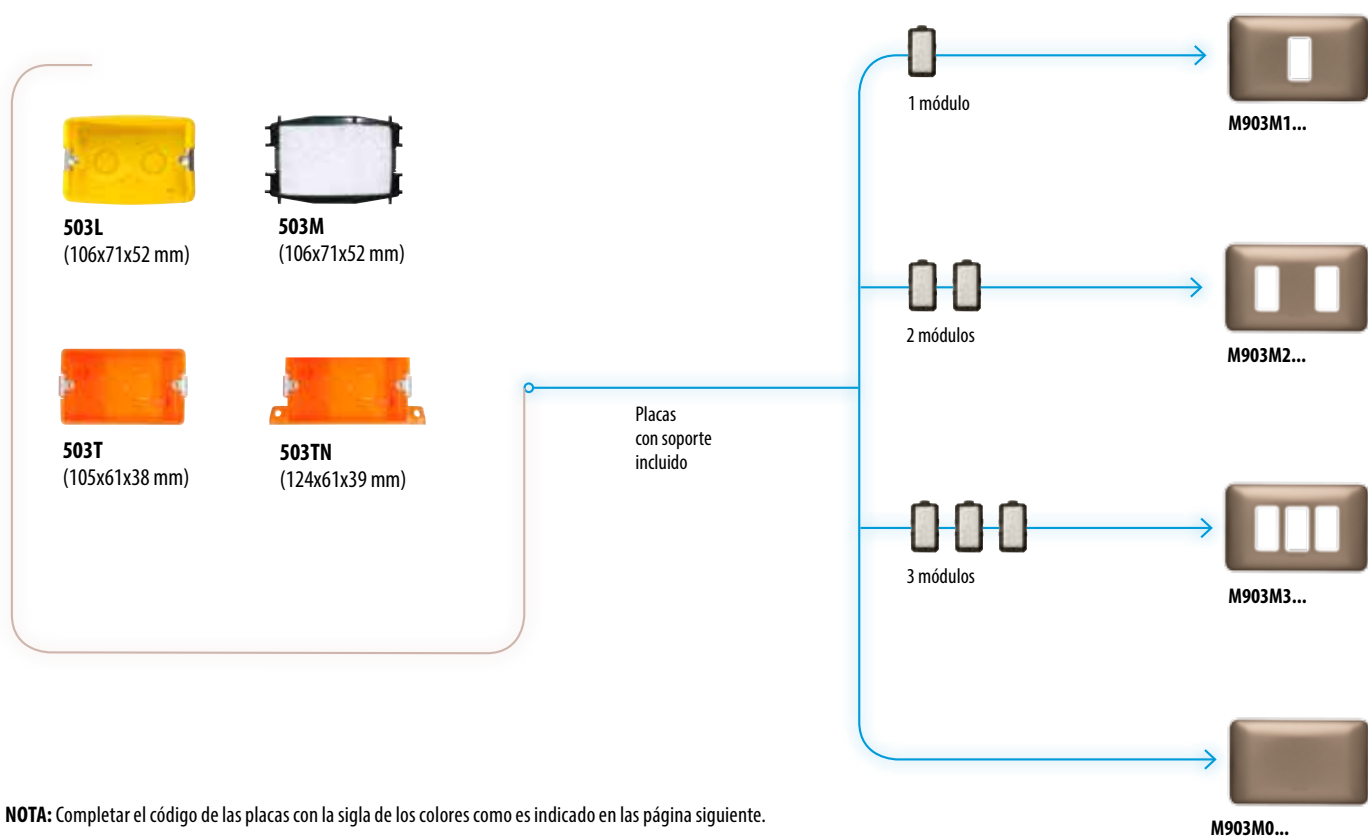 503L
(106x71x52 mm)
503M
(106x71x52 mm)
503T
(105x61x38 mm)
503TN
(124x61x39 mm)
Placas
con soporte
incluido
1 módulo
M903M1...
2 módulos
M903M2...
3 módulos
M903M3...
M903M0...
NOTA: Completar el código de las placas con la sigla de los colores como es indicado en las página siguiente.